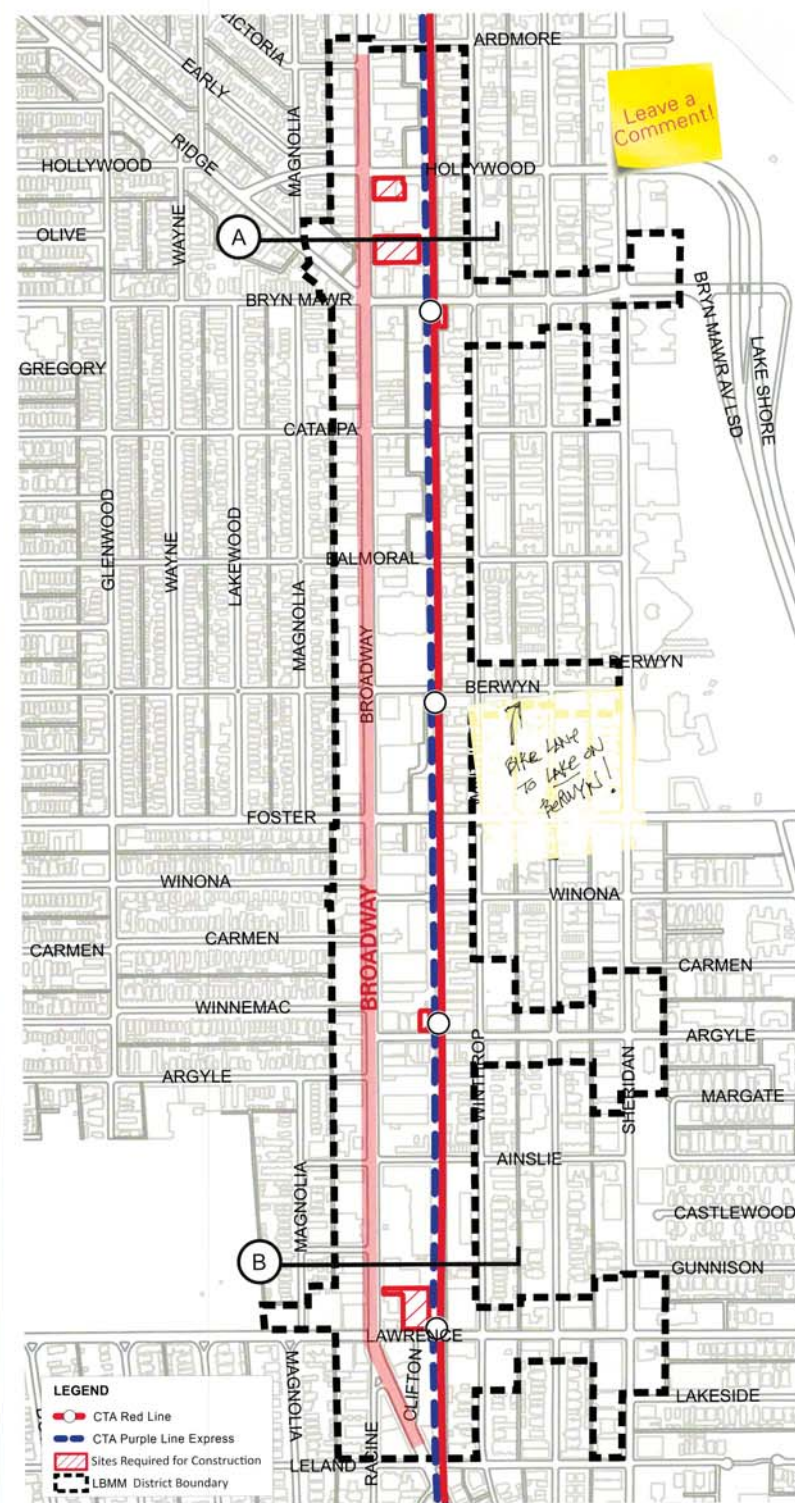 ARDMORE
VICTORIA
EARLY
Leave a
Comment!
MAGNOLIA
RIDGE
HOLLYWOOD
HOLLYWOOD
WAYNE
OLIVE
A
BRYN MAWR
BRYN MAWR AV LSD
LAKE SHORE
GREGORY
CATALPA
GLENWOOD
WAYNE
LAKEWOOD
MAGNOLIA
BALMORAL
BROADWAY
BERWYN
BERWYN
BIKE LANE
TO LAKE ON
BERWYN!
FOSTER
WINONA
WINONA
CARMEN
CARMEN
CARMEN
BROADWAY
WINNEMAC
WINTHROP
ARGYLE
ARGYLE
SHERIDAN
MARGATE
AINSLIE
MAGNOLIA
CASTLEWOOD
B
GUNNISON
LAWRENCE
CLIFTON
MAGNOLIA
LAKESIDE
LEGEND
CTA Red Line
CTA Purple Line Express
Sites Required for Construction
LBMM District Boundary
LELAND
RACINE